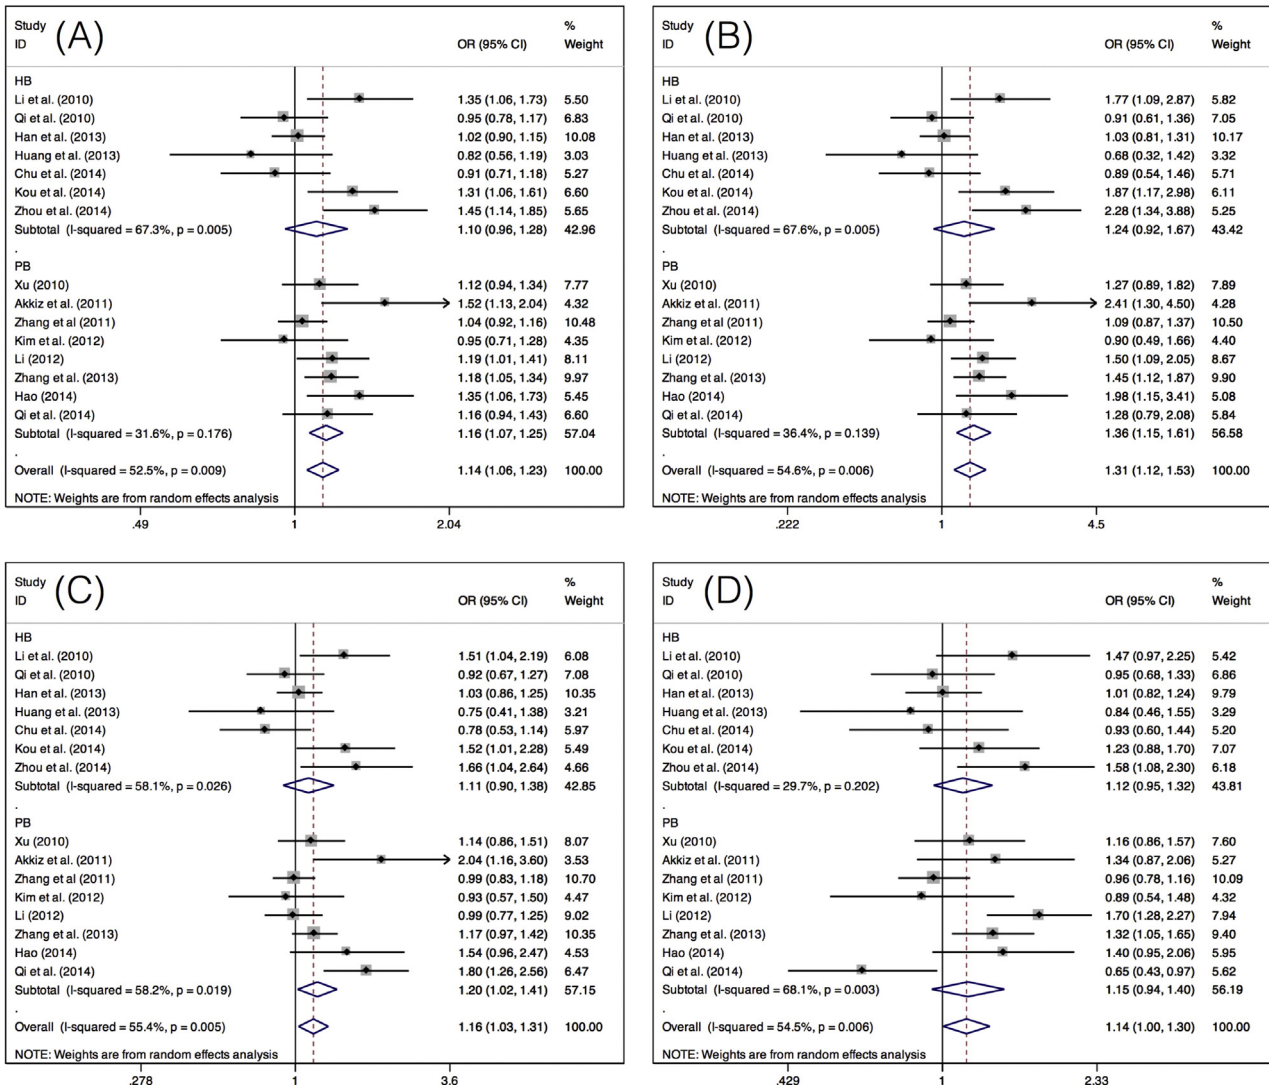 Study
ID (A) OR (95% CI) % Weight
HB
Li et al. (2010) 1.35 (1.06, 1.73) 5.50
Qi et al. (2010) 0.95 (0.78, 1.17) 6.83
Han et al. (2013) 1.02 (0.90, 1.15) 10.08
Huang et al. (2013) 0.82 (0.56, 1.19) 3.03
Chu et al. (2014) 0.91 (0.71, 1.18) 5.27
Kou et al. (2014) 1.31 (1.06, 1.61) 6.60
Zhou et al. (2014) 1.45 (1.14, 1.85) 5.65
Subtotal (I-squared = 67.3%, p = 0.005) 1.10 (0.96, 1.28) 42.96
.
PB
Xu (2010) 1.12 (0.94, 1.34) 7.77
Akkiz et al. (2011) 1.52 (1.13, 2.04) 4.32
Zhang et al (2011) 1.04 (0.92, 1.16) 10.48
Kim et al. (2012) 0.95 (0.71, 1.28) 4.35
Li (2012) 1.19 (1.01, 1.41) 8.11
Zhang et al. (2013) 1.18 (1.05, 1.34) 9.97
Hao (2014) 1.35 (1.06, 1.73) 5.45
Qi et al. (2014) 1.16 (0.94, 1.43) 6.60
Subtotal (I-squared = 31.6%, p = 0.176) 1.16 (1.07, 1.25) 57.04
.
Overall (I-squared = 52.5%, p = 0.009) 1.14 (1.06, 1.23) 100.00
NOTE: Weights are from random effects analysis
.49 1 2.04
Study
ID (B) OR (95% CI) % Weight
HB
Li et al. (2010) 1.77 (1.09, 2.87) 5.82
Qi et al. (2010) 0.91 (0.61, 1.36) 7.05
Han et al. (2013) 1.03 (0.81, 1.31) 10.17
Huang et al. (2013) 0.68 (0.32, 1.42) 3.32
Chu et al. (2014) 0.89 (0.54, 1.46) 5.71
Kou et al. (2014) 1.87 (1.17, 2.98) 6.11
Zhou et al. (2014) 2.28 (1.34, 3.88) 5.25
Subtotal (I-squared = 67.6%, p = 0.005) 1.24 (0.92, 1.67) 43.42
.
PB
Xu (2010) 1.27 (0.89, 1.82) 7.89
Akkiz et al. (2011) 2.41 (1.30, 4.50) 4.28
Zhang et al (2011) 1.09 (0.87, 1.37) 10.50
Kim et al. (2012) 0.90 (0.49, 1.66) 4.40
Li (2012) 1.50 (1.09, 2.05) 8.67
Zhang et al. (2013) 1.45 (1.12, 1.87) 9.90
Hao (2014) 1.98 (1.15, 3.41) 5.08
Qi et al. (2014) 1.28 (0.79, 2.08) 5.84
Subtotal (I-squared = 36.4%, p = 0.139) 1.36 (1.15, 1.61) 56.58
.
Overall (I-squared = 54.6%, p = 0.006) 1.31 (1.12, 1.53) 100.00
NOTE: Weights are from random effects analysis
.222 1 4.5
Study
ID (C) OR (95% CI) % Weight
HB
Li et al. (2010) 1.51 (1.04, 2.19) 6.08
Qi et al. (2010) 0.92 (0.67, 1.27) 7.08
Han et al. (2013) 1.03 (0.86, 1.25) 10.35
Huang et al. (2013) 0.75 (0.41, 1.38) 3.21
Chu et al. (2014) 0.78 (0.53, 1.14) 5.97
Kou et al. (2014) 1.52 (1.01, 2.28) 5.49
Zhou et al. (2014) 1.66 (1.04, 2.64) 4.66
Subtotal (I-squared = 58.1%, p = 0.026) 1.11 (0.90, 1.38) 42.85
.
PB
Xu (2010) 1.14 (0.86, 1.51) 8.07
Akkiz et al. (2011) 2.04 (1.16, 3.60) 3.53
Zhang et al (2011) 0.99 (0.83, 1.18) 10.70
Kim et al. (2012) 0.93 (0.57, 1.50) 4.47
Li (2012) 0.99 (0.77, 1.25) 9.02
Zhang et al. (2013) 1.17 (0.97, 1.42) 10.35
Hao (2014) 1.54 (0.96, 2.47) 4.53
Qi et al. (2014) 1.80 (1.26, 2.56) 6.47
Subtotal (I-squared = 58.2%, p = 0.019) 1.20 (1.02, 1.41) 57.15
.
Overall (I-squared = 55.4%, p = 0.005) 1.16 (1.03, 1.31) 100.00
NOTE: Weights are from random effects analysis
.278 1 3.6
Study
ID (D) OR (95% CI) % Weight
HB
Li et al. (2010) 1.47 (0.97, 2.25) 5.42
Qi et al. (2010) 0.95 (0.68, 1.33) 6.86
Han et al. (2013) 1.01 (0.82, 1.24) 9.79
Huang et al. (2013) 0.84 (0.46, 1.55) 3.29
Chu et al. (2014) 0.93 (0.60, 1.44) 5.20
Kou et al. (2014) 1.23 (0.88, 1.70) 7.07
Zhou et al. (2014) 1.58 (1.08, 2.30) 6.18
Subtotal (I-squared = 29.7%, p = 0.202) 1.12 (0.95, 1.32) 43.81
.
PB
Xu (2010) 1.16 (0.86, 1.57) 7.60
Akkiz et al. (2011) 1.34 (0.87, 2.06) 5.27
Zhang et al (2011) 0.96 (0.78, 1.16) 10.09
Kim et al. (2012) 0.89 (0.54, 1.48) 4.32
Li (2012) 1.70 (1.28, 2.27) 7.94
Zhang et al. (2013) 1.32 (1.05, 1.65) 9.40
Hao (2014) 1.40 (0.95, 2.06) 5.95
Qi et al. (2014) 0.65 (0.43, 0.97) 5.62
Subtotal (I-squared = 68.1%, p = 0.003) 1.15 (0.94, 1.40) 56.19
.
Overall (I-squared = 54.5%, p = 0.006) 1.14 (1.00, 1.30) 100.00
NOTE: Weights are from random effects analysis
.429 1 2.33